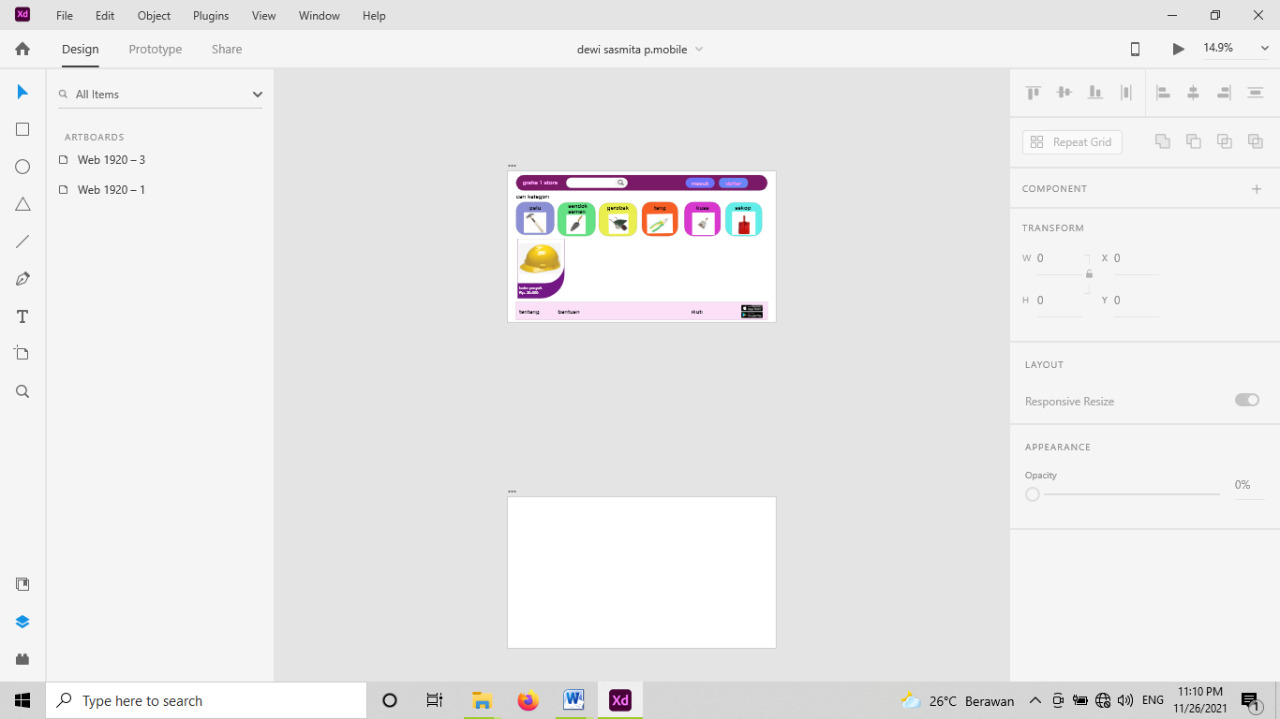 Xd File Edit Object Plugins View Window Help
Design Prototype Share dewi sasmita p.mobile 14.9%
All Items
ARTBOARDS
Web 1920 – 3
Web 1920 – 1
grafia 1 store masuk daftar
cari kategori
palu sendok semen gerobak tang kuas sekop
Rp. 35.000
tentang bantuan ikuti
Repeat Grid
COMPONENT
TRANSFORM
W 0 X 0
H 0 Y 0
LAYOUT
Responsive Resize
APPEARANCE
Opacity
0%
Type here to search
W
Xd
26°C Berawan
ENG
11:10 PM
11/26/2021
1